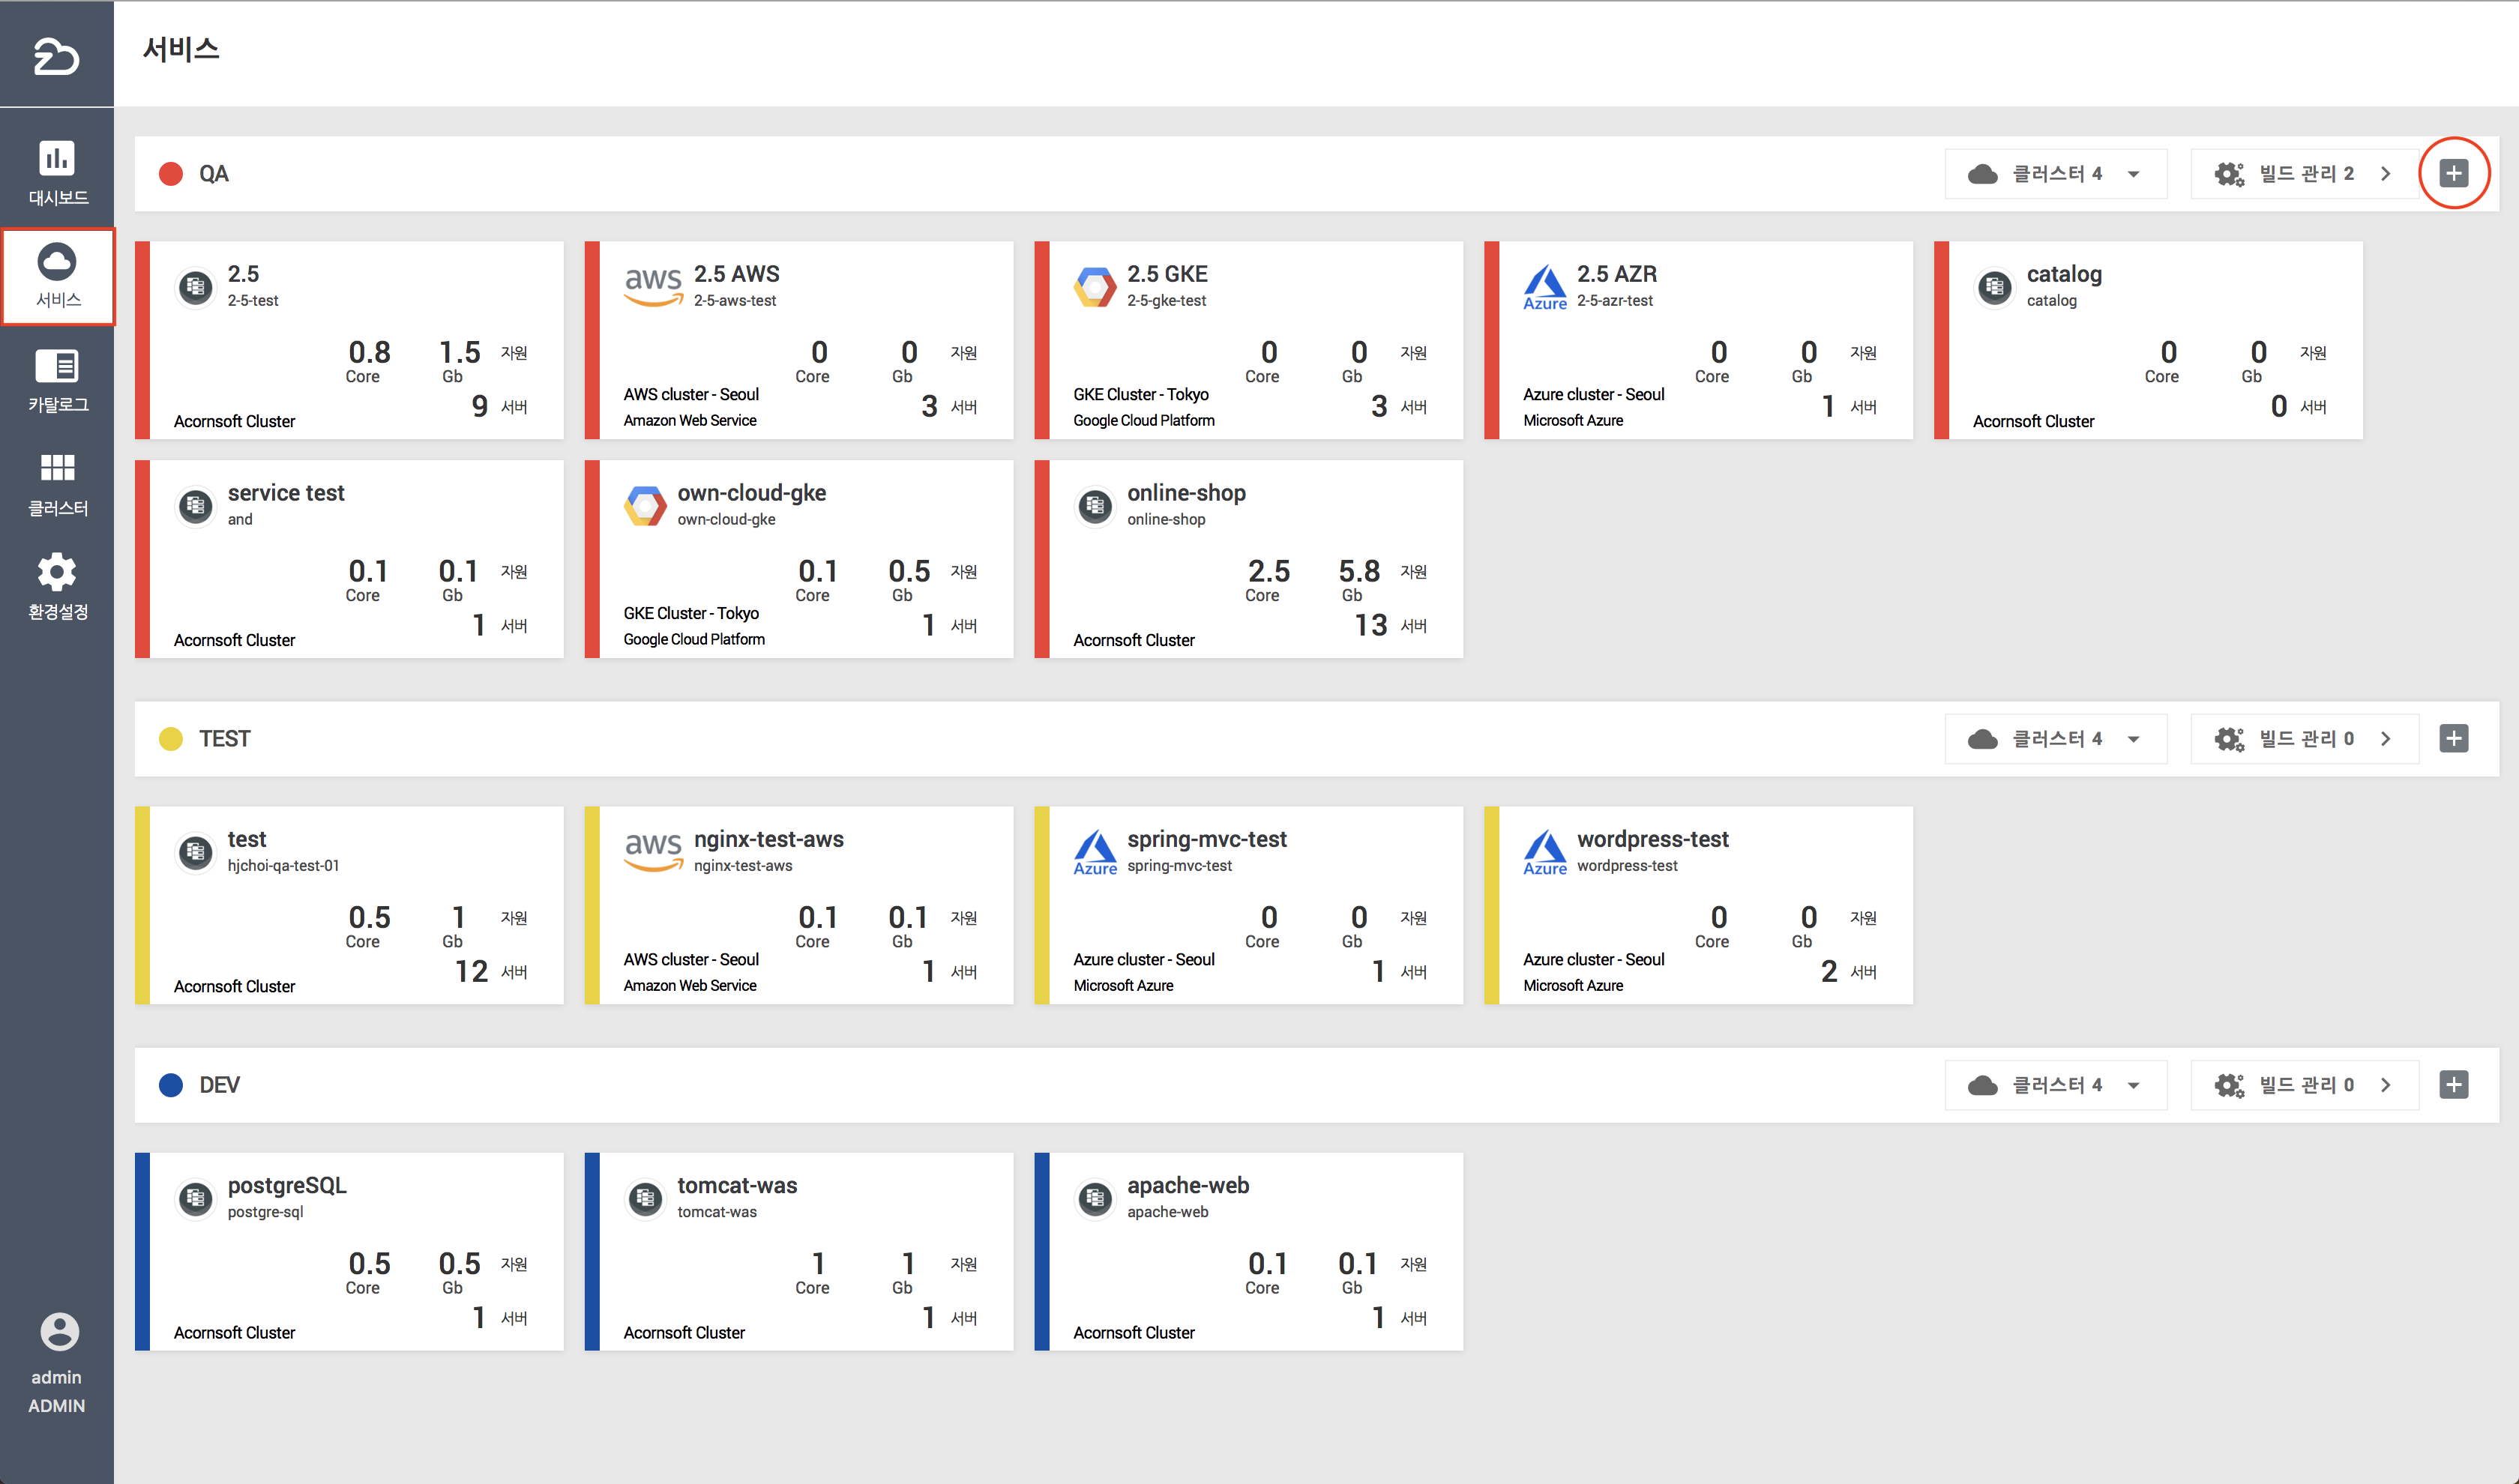 서비스
대시보드
서비스
카탈로그
클러스터
환경설정
admin
ADMIN
QA
클러스터 4
빌드 관리 2
2.5
2-5-test
0.8 1.5 자원
Core Gb
9 서버
Acornsoft Cluster
aws
2.5 AWS
2-5-aws-test
0 0 자원
Core Gb
AWS cluster - Seoul
3 서버
Amazon Web Service
2.5 GKE
2-5-gke-test
0 0 자원
Core Gb
GKE Cluster - Tokyo
3 서버
Google Cloud Platform
Azure
2.5 AZR
2-5-azr-test
0 0 자원
Core Gb
Azure cluster - Seoul
1 서버
Microsoft Azure
catalog
catalog
0 0 자원
Core Gb
0 서버
Acornsoft Cluster
service test
and
0.1 0.1 자원
Core Gb
1 서버
Acornsoft Cluster
own-cloud-gke
own-cloud-gke
0.1 0.5 자원
Core Gb
GKE Cluster - Tokyo
1 서버
Google Cloud Platform
online-shop
online-shop
2.5 5.8 자원
Core Gb
13 서버
Acornsoft Cluster
TEST
클러스터 4
빌드 관리 0
test
hjchoi-qa-test-01
0.5 1 자원
Core Gb
12 서버
Acornsoft Cluster
aws
nginx-test-aws
nginx-test-aws
0.1 0.1 자원
Core Gb
AWS cluster - Seoul
1 서버
Amazon Web Service
Azure
spring-mvc-test
spring-mvc-test
0 0 자원
Core Gb
Azure cluster - Seoul
1 서버
Microsoft Azure
Azure
wordpress-test
wordpress-test
0 0 자원
Core Gb
Azure cluster - Seoul
2 서버
Microsoft Azure
DEV
클러스터 4
빌드 관리 0
postgreSQL
postgre-sql
0.5 0.5 자원
Core Gb
1 서버
Acornsoft Cluster
tomcat-was
tomcat-was
1 1 자원
Core Gb
1 서버
Acornsoft Cluster
apache-web
apache-web
0.1 0.1 자원
Core Gb
1 서버
Acornsoft Cluster